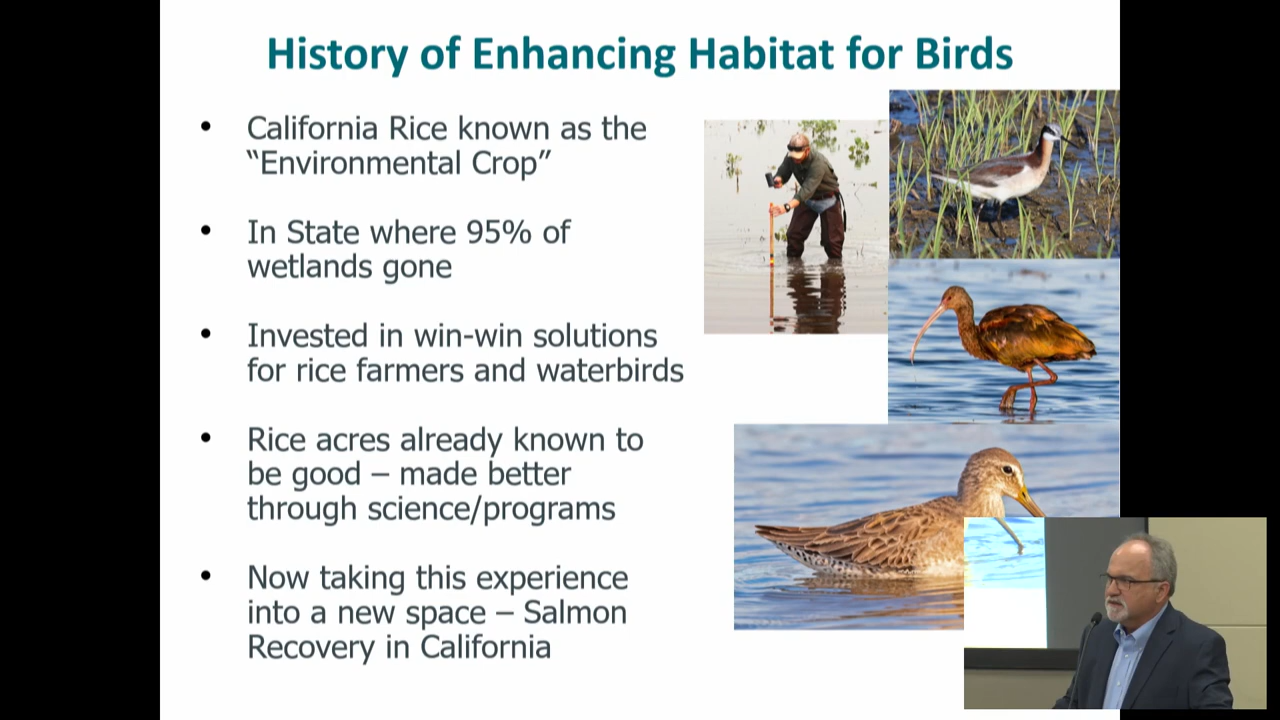 History of Enhancing Habitat for Birds
• California Rice known as the
“Environmental Crop”
• In State where 95% of
wetlands gone
• Invested in win-win solutions
for rice farmers and waterbirds
• Rice acres already known to
be good – made better
through science/programs
• Now taking this experience
into a new space – Salmon
Recovery in California